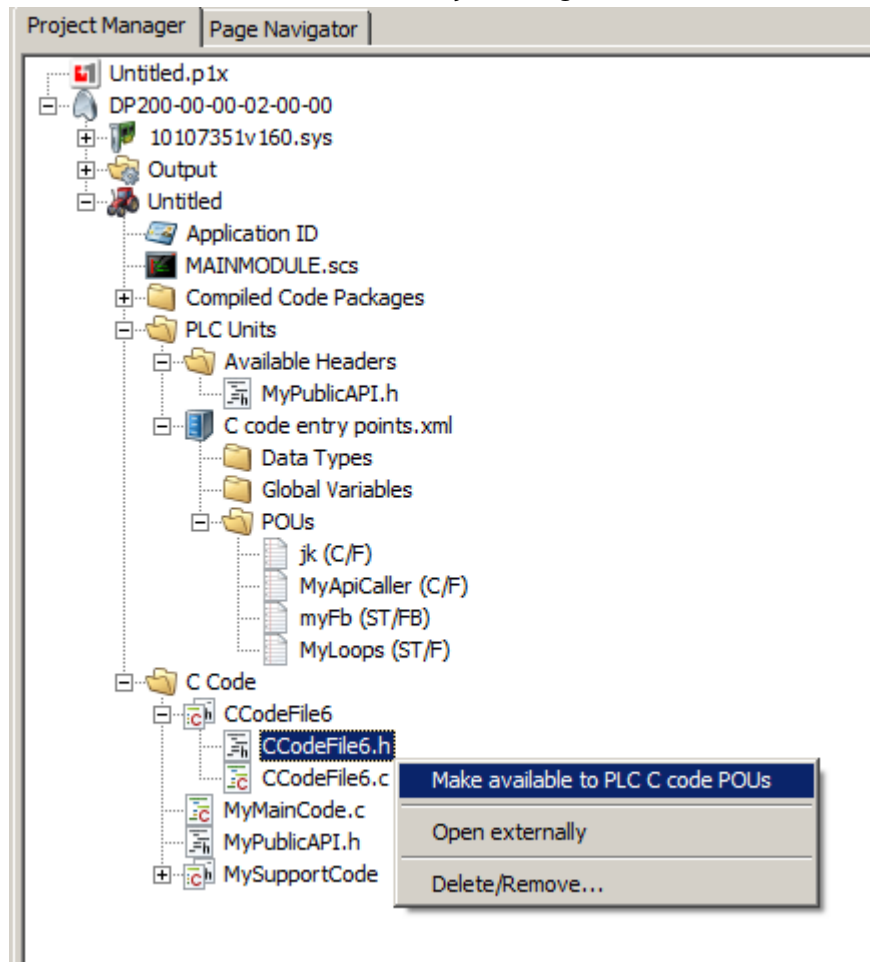 Project Manager
Page Navigator
Untitled.p1x
DP200-00-00-02-00-00
10107351v160.sys
Output
Untitled
Application ID
MAINMODULE.scs
Compiled Code Packages
PLC Units
Available Headers
MyPublicAPI.h
C code entry points.xml
Data Types
Global Variables
POUs
jk (C/F)
MyApiCaller (C/F)
myFb (ST/FB)
MyLoops (ST/F)
C Code
CCodeFile6
CCodeFile6.h
CCodeFile6.c
MyMainCode.c
MyPublicAPI.h
MySupportCode
Make available to PLC C code POUs
Open externally
Delete/Remove...